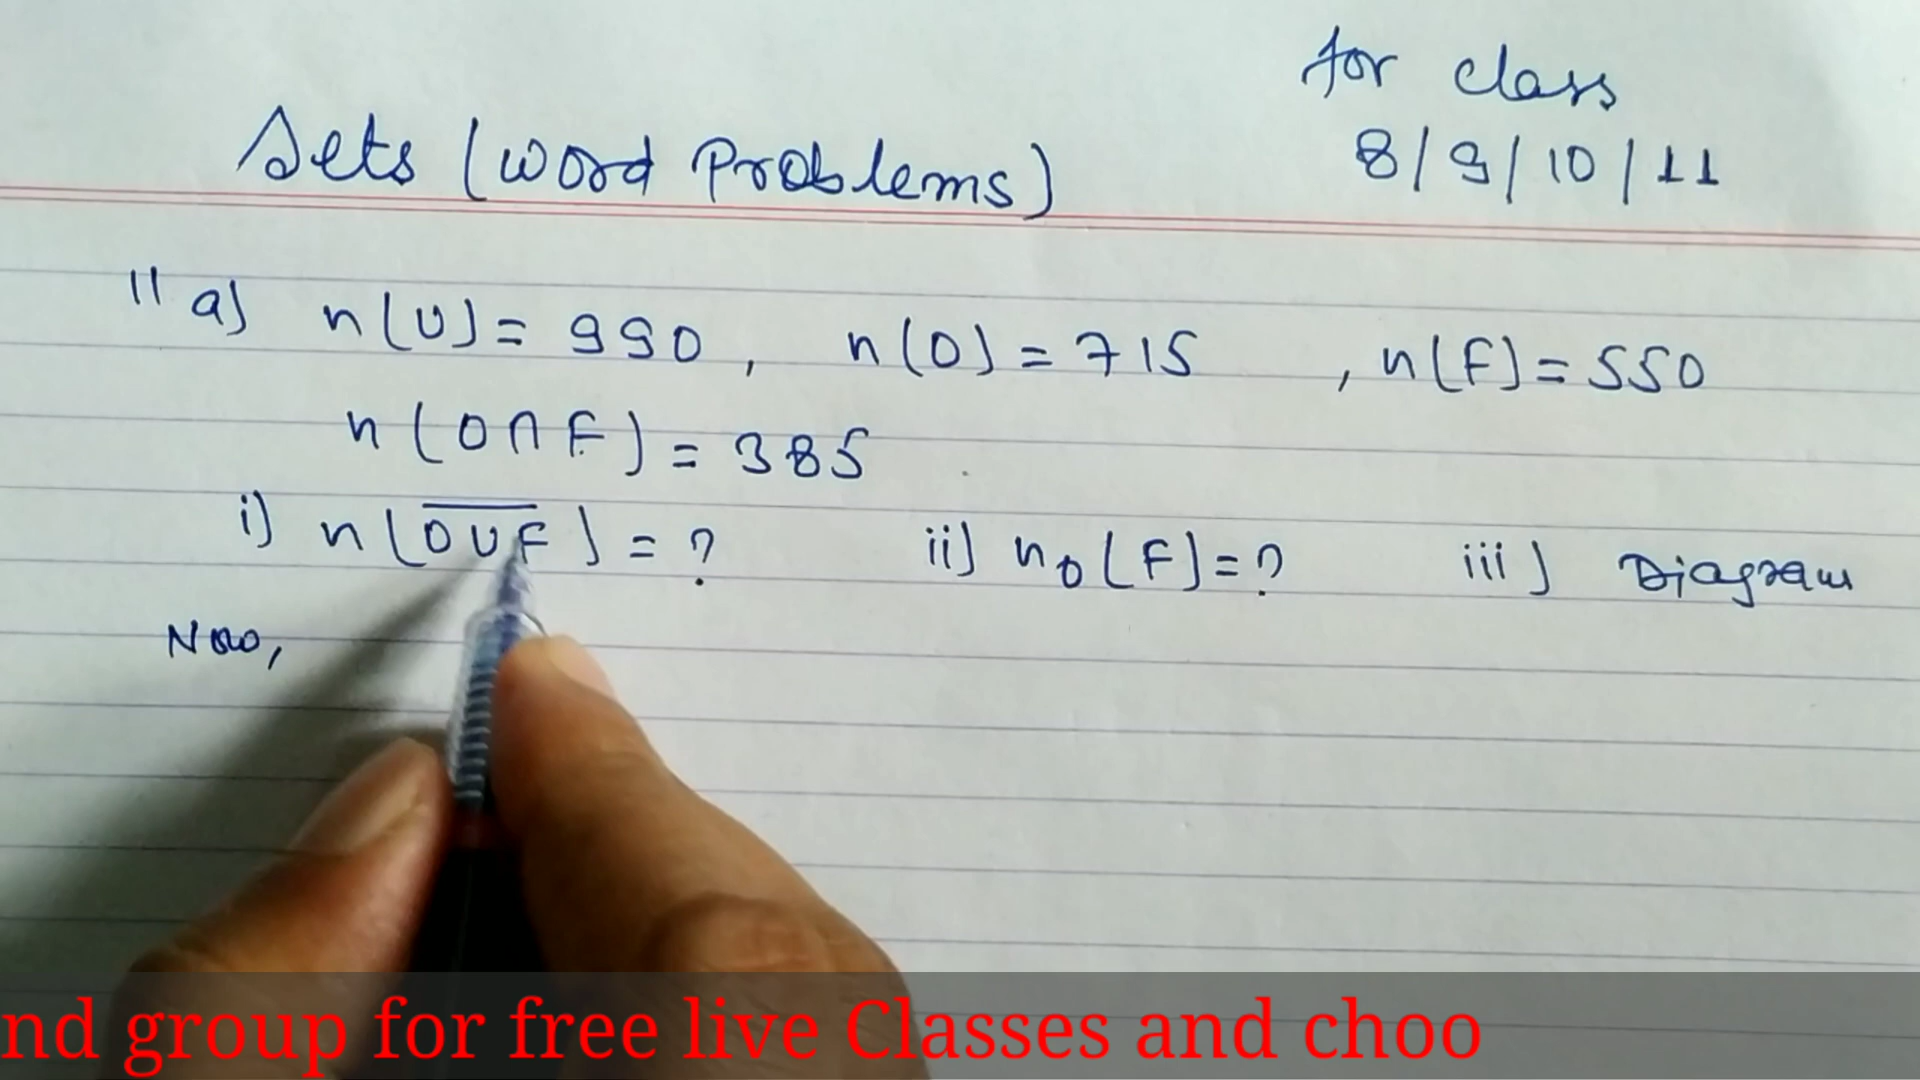 for class
8/9/10/11
Sets (Word Problems)
11 a) n(U) = 990, n(O) = 715, n(F) = 550
n(O∩F) = 385
i) n(\overline{O∪F}) = ? ii) n₀(F) = ? iii) Diagram
Now,
nd group for free live Classes and choo